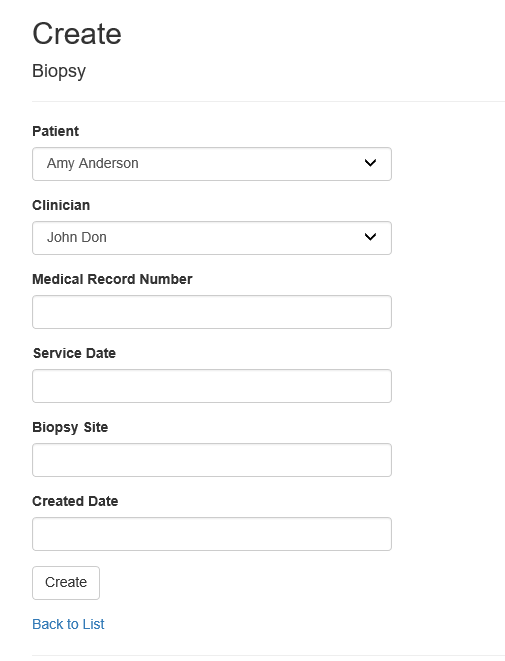 Create
Biopsy
Patient
Amy Anderson
Clinician
John Don
Medical Record Number
Service Date
Biopsy Site
Created Date
Create
Back to List